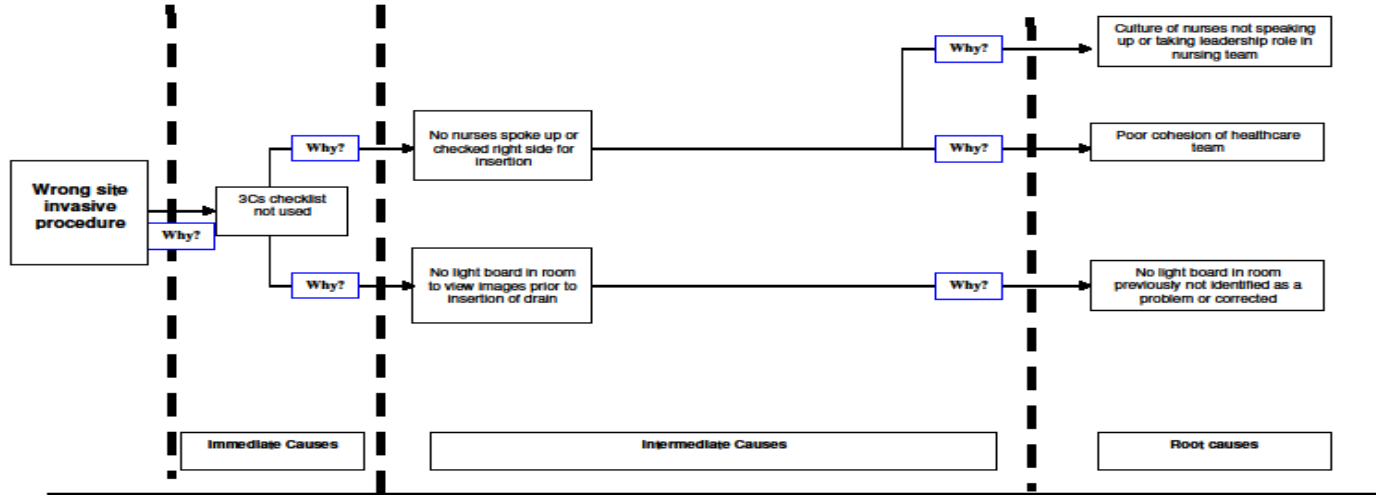 Culture of nurses not speaking
up or taking leadership role in
nursing team
Why?
No nurses spoke up or
checked right side for
insertion
Why?
Why?
Poor cohesion of healthcare
team
Wrong site
invasive
procedure
Why?
3Cs checklist
not used
Why?
No light board in room
to view images prior to
insertion of drain
Why?
No light board in room
previously not identified as a
problem or corrected
Immediate Causes
Intermediate Causes
Root causes